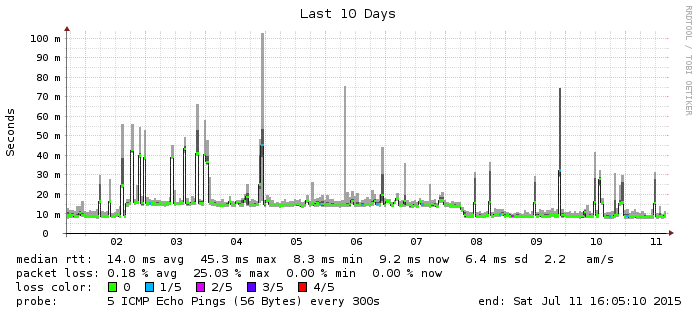 Last 10 Days
RRDTOOL / TOBI OETIKER
Seconds
100 m
90 m
80 m
70 m
60 m
50 m
40 m
30 m
20 m
10 m
0
02 03 04 05 06 07 08 09 10 11
median rtt: 14.0 ms avg 45.3 ms max 8.3 ms min 9.2 ms now 6.4 ms sd 2.2 am/s
packet loss: 0.18 % avg 25.03 % max 0.00 % min 0.00 % now
loss color: 0 1/5 2/5 3/5 4/5
probe: 5 ICMP Echo Pings (56 Bytes) every 300s end: Sat Jul 11 16:05:10 2015